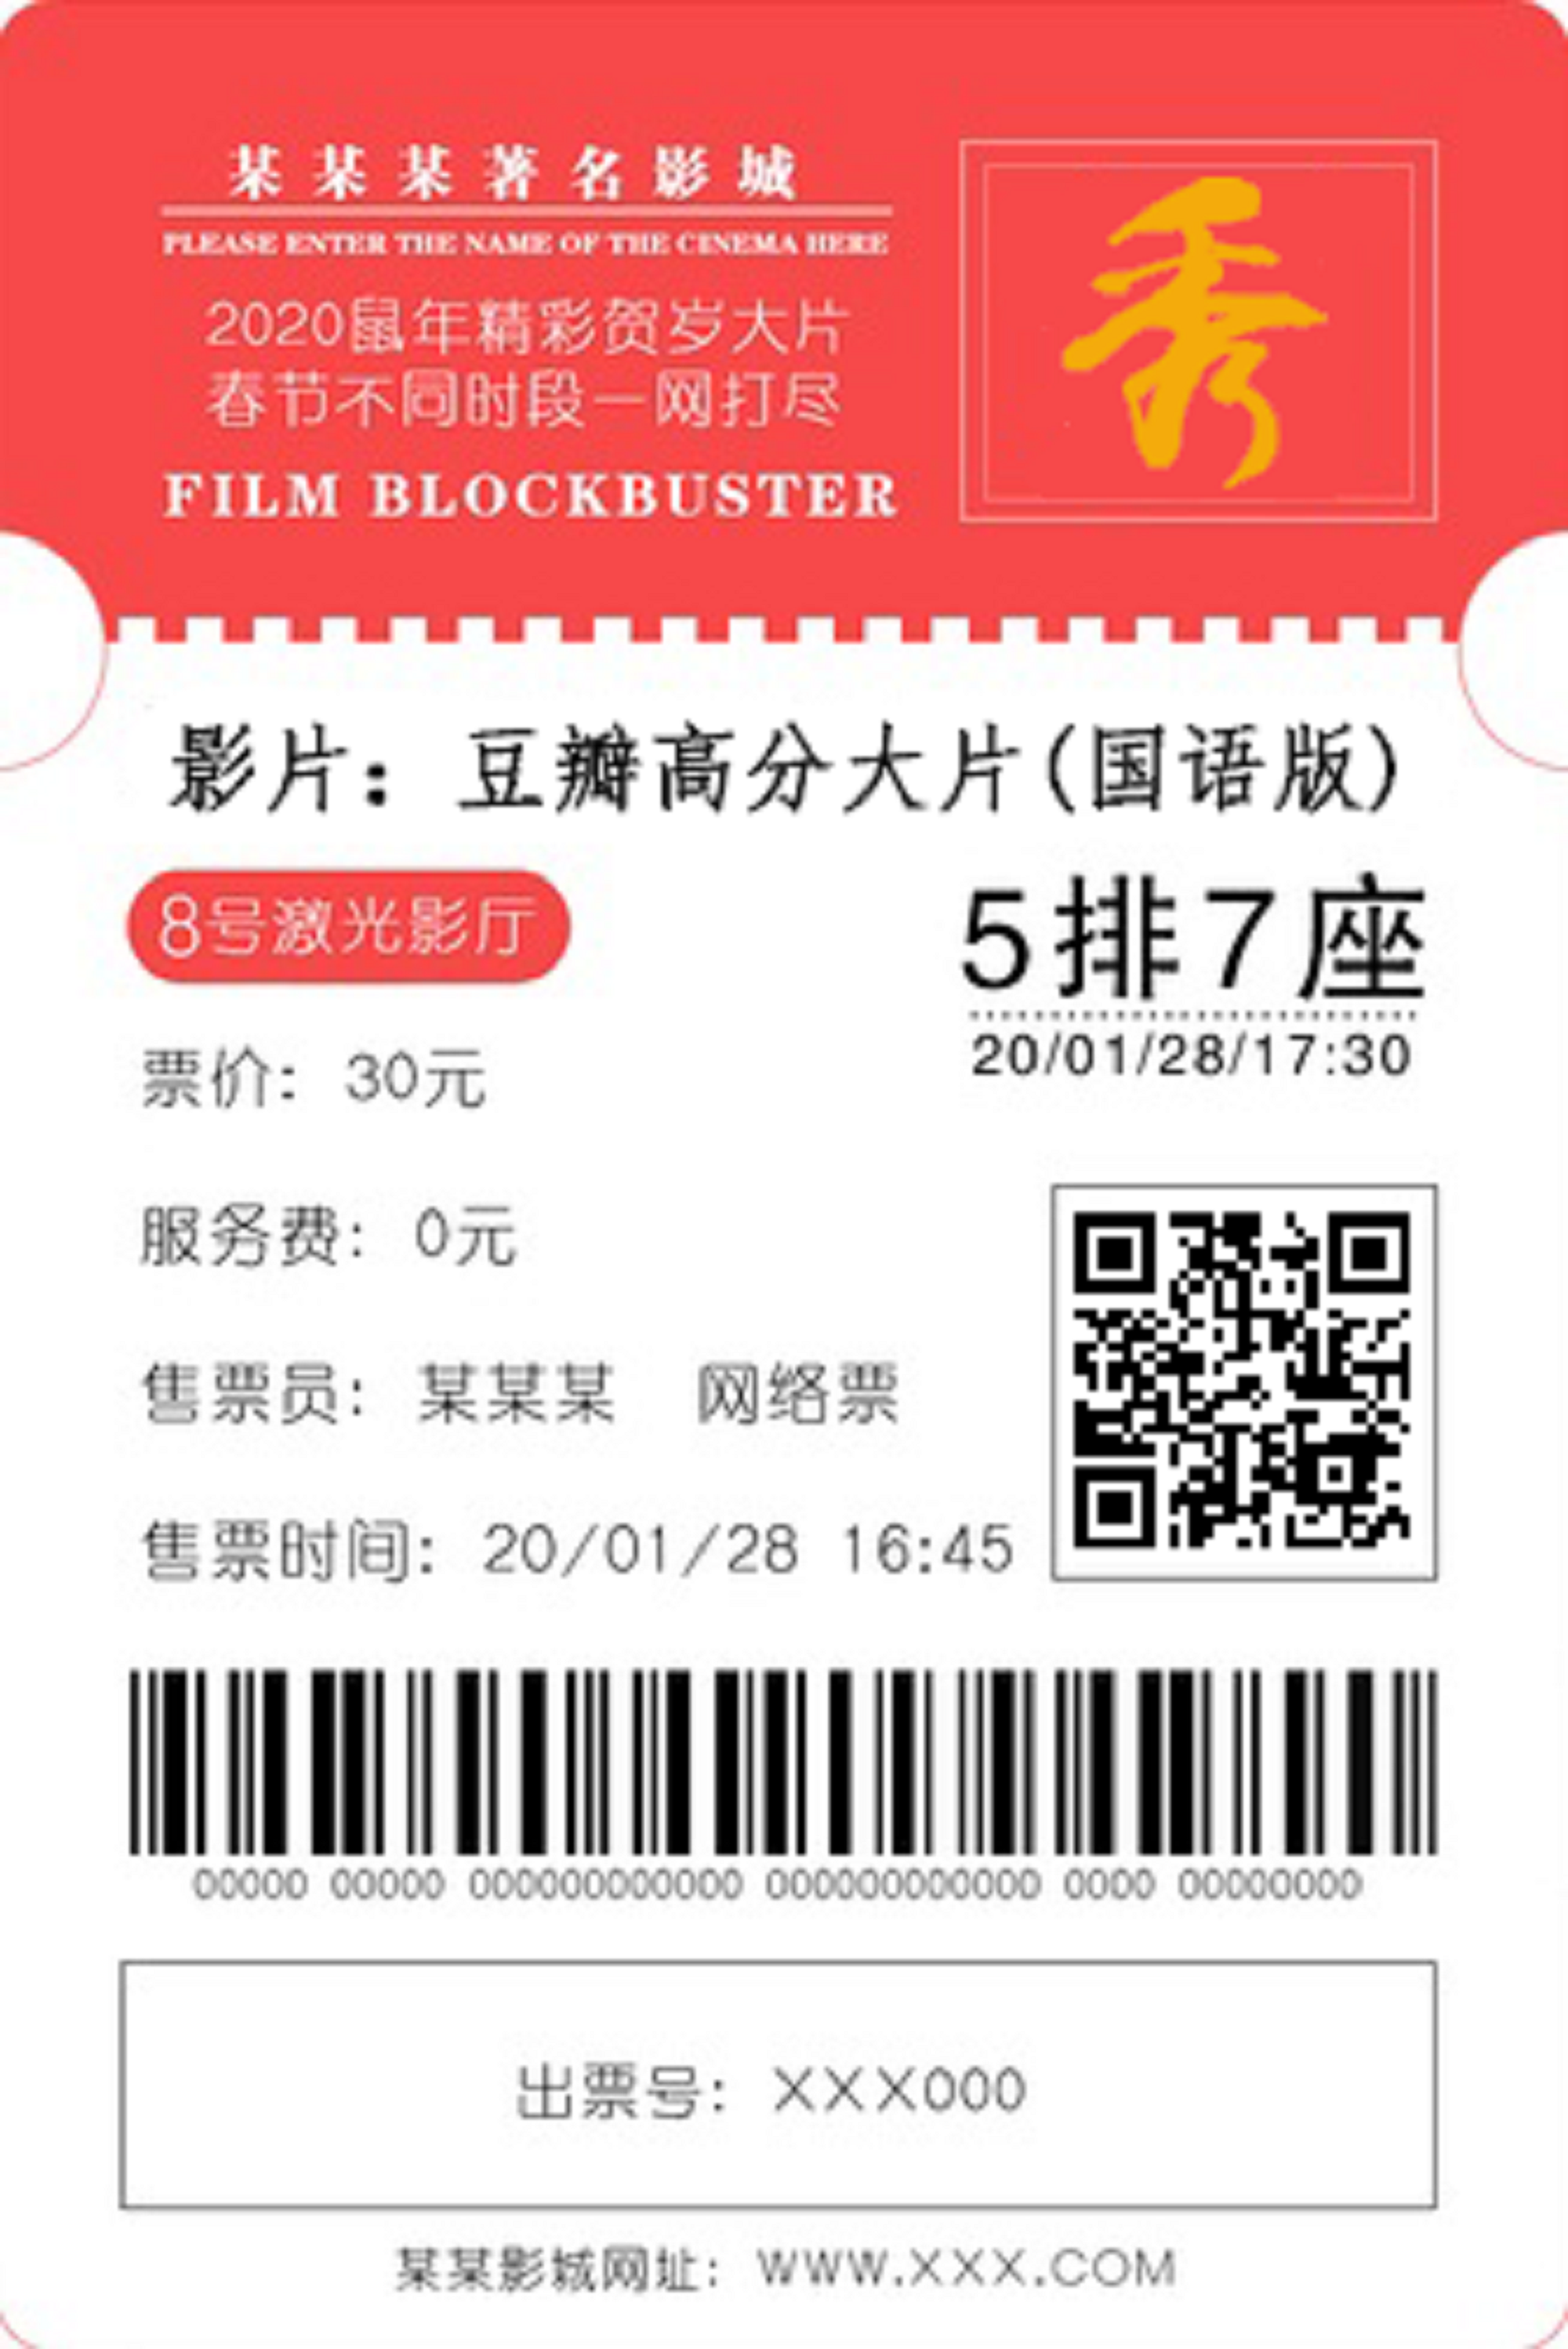 某某某著名影城
PLEASE ENTER THE NAME OF THE CINEMA HERE
2020鼠年精彩贺岁大片
春节不同时段一网打尽
FILM BLOCKBUSTER
秀
影片：豆瓣高分大片(国语版)
8号激光影厅
5排7座
20/01/28/17:30
票价：30元
服务费：0元
售票员：某某某 网络票
售票时间：20/01/28 16:45
00000 00000 000000000000 000000000000 0000 00000000
出票号：XXX000
某某影城网址：WWW.XXX.COM